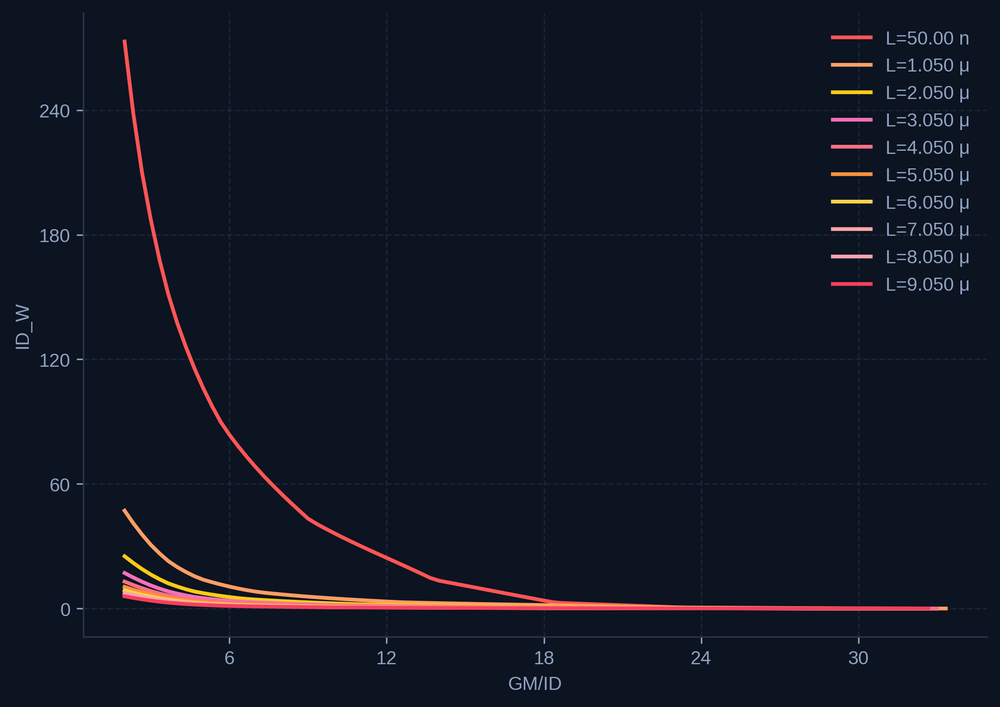 L=50.00 n
L=1.050 µ
L=2.050 µ
L=3.050 µ
L=4.050 µ
L=5.050 µ
L=6.050 µ
L=7.050 µ
L=8.050 µ
L=9.050 µ
240
180
120
60
0
ID_W
6 12 18 24 30
GM/ID